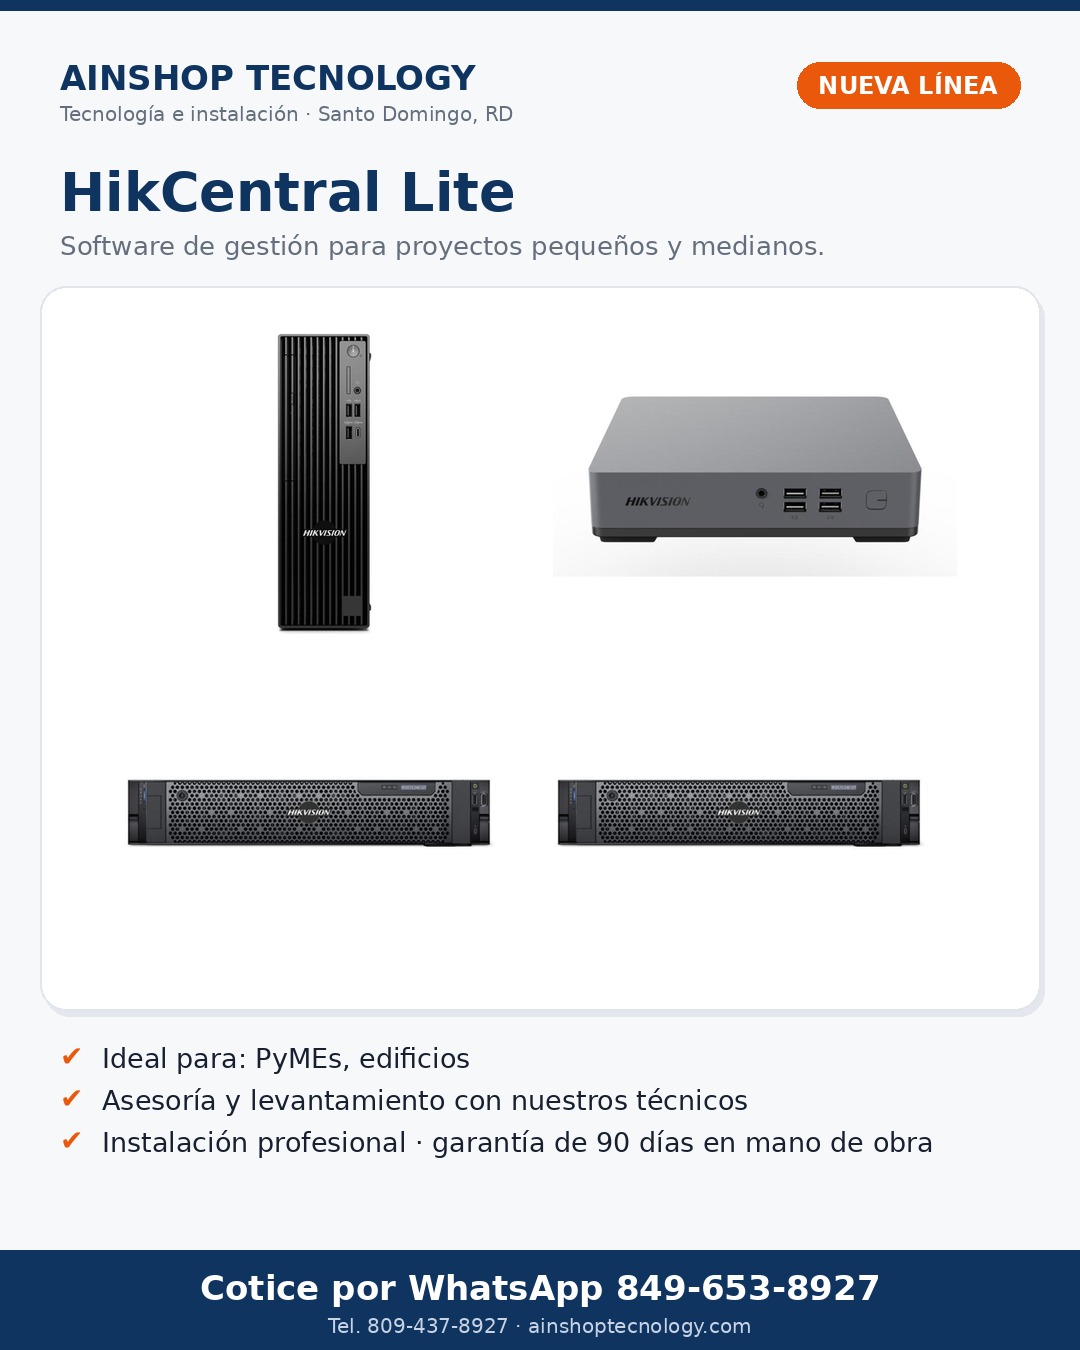 AINSHOP TECNOLOGY
NUEVA LÍNEA
Tecnología e instalación · Santo Domingo, RD
HikCentral Lite
Software de gestión para proyectos pequeños y medianos.
HIKVISION
HIKVISION
HIKVISION
HIKVISION
✔ Ideal para: PyMEs, edificios
✔ Asesoría y levantamiento con nuestros técnicos
✔ Instalación profesional · garantía de 90 días en mano de obra
Cotice por WhatsApp 849-653-8927
Tel. 809-437-8927 · ainshoptecnology.com